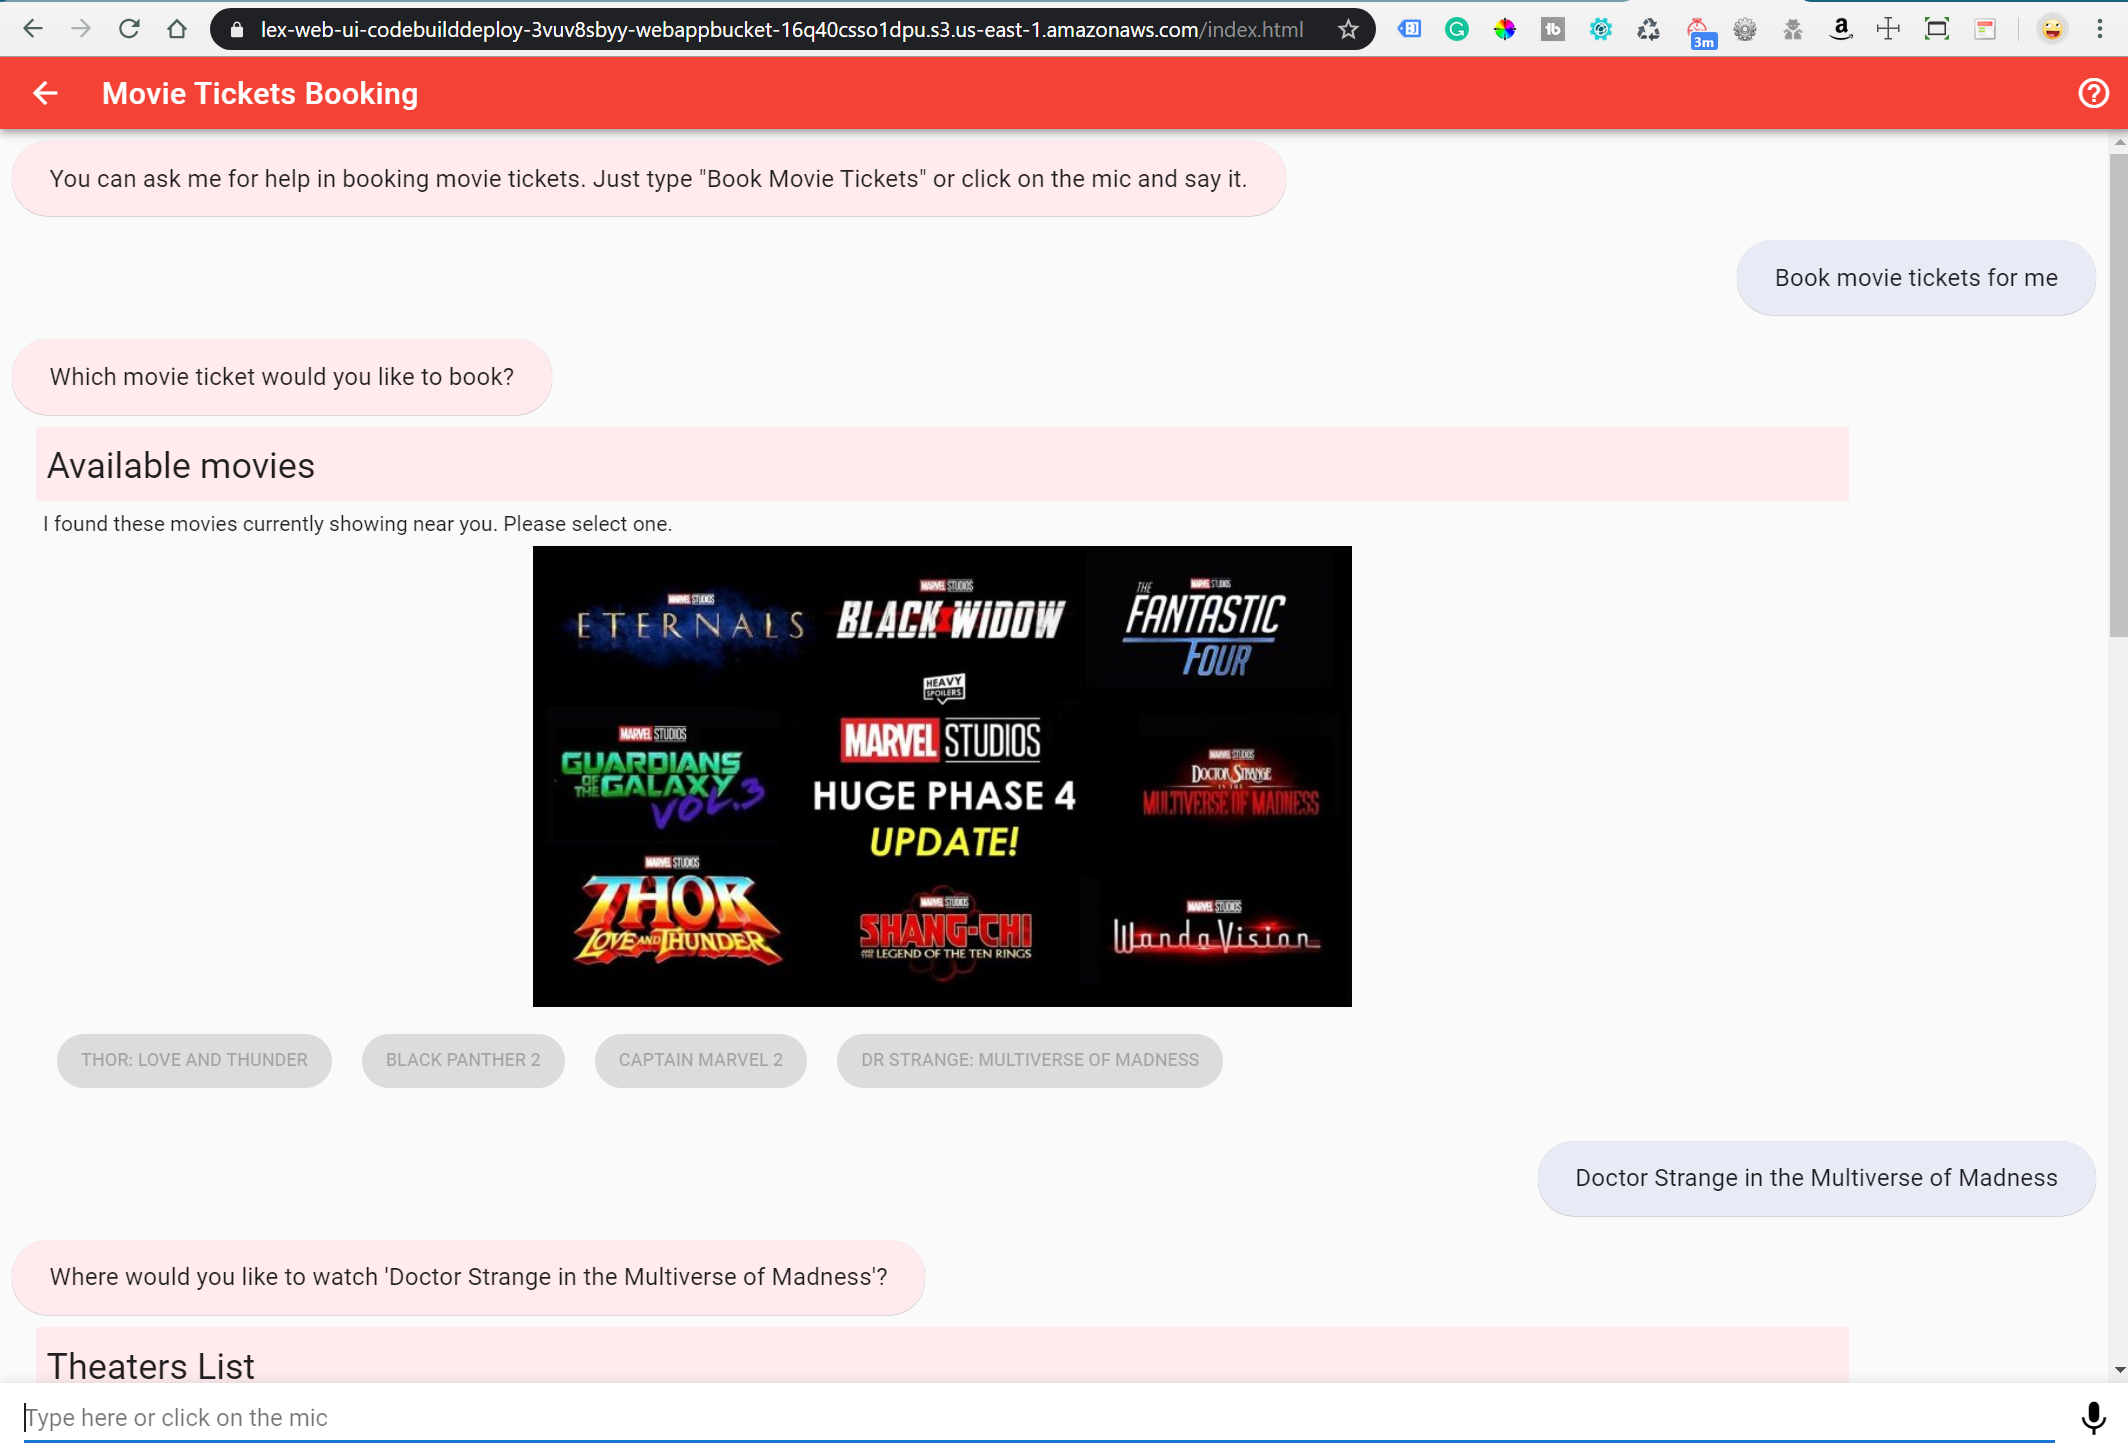 lex-web-ui-codebuilddeploy-3vuv8sbyy-webappbucket-16q40csso1dpu.s3.us-east-1.amazonaws.com/index.html
3m
Movie Tickets Booking
You can ask me for help in booking movie tickets. Just type "Book Movie Tickets" or click on the mic and say it.
Book movie tickets for me
Which movie ticket would you like to book?
Available movies
I found these movies currently showing near you. Please select one.
MARVEL STUDIOS
ETERNALS
MARVEL STUDIOS
BLACK WIDOW
MARVEL STUDIOS
THE
FANTASTIC
FOUR
HEAVY
SPOILERS
MARVEL STUDIOS
GUARDIANS
OF
THE GALAXY
VOL.3
MARVEL STUDIOS
HUGE PHASE 4
UPDATE!
MARVEL STUDIOS
DOCTOR STRANGE
IN THE
MULTIVERSE OF MADNESS
MARVEL STUDIOS
THOR
LOVE AND THUNDER
MARVEL STUDIOS
SHANG-CHI
AND THE LEGEND OF THE TEN RINGS
MARVEL STUDIOS
WandaVision
THOR: LOVE AND THUNDER
BLACK PANTHER 2
CAPTAIN MARVEL 2
DR STRANGE: MULTIVERSE OF MADNESS
Doctor Strange in the Multiverse of Madness
Where would you like to watch 'Doctor Strange in the Multiverse of Madness'?
Theaters List
Type here or click on the mic